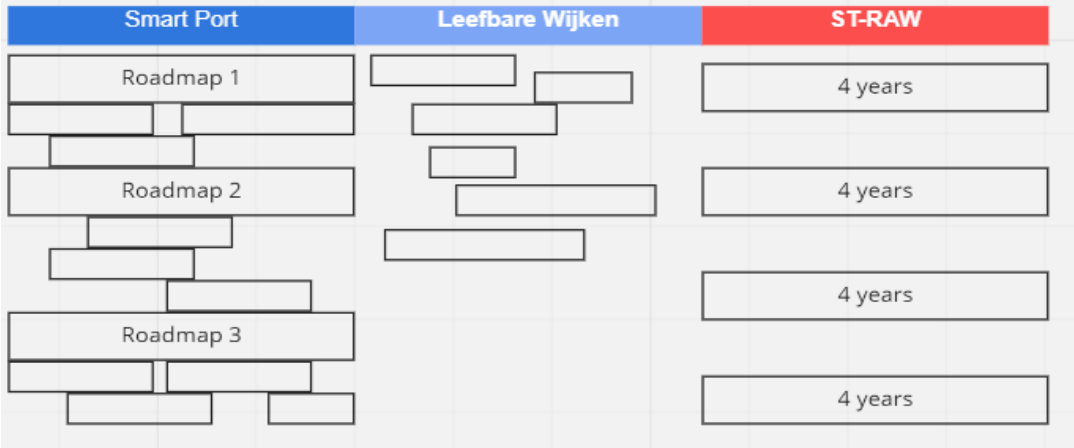 Smart Port
Leefbare Wijken
ST-RAW
Roadmap 1
4 years
Roadmap 2
4 years
4 years
Roadmap 3
4 years